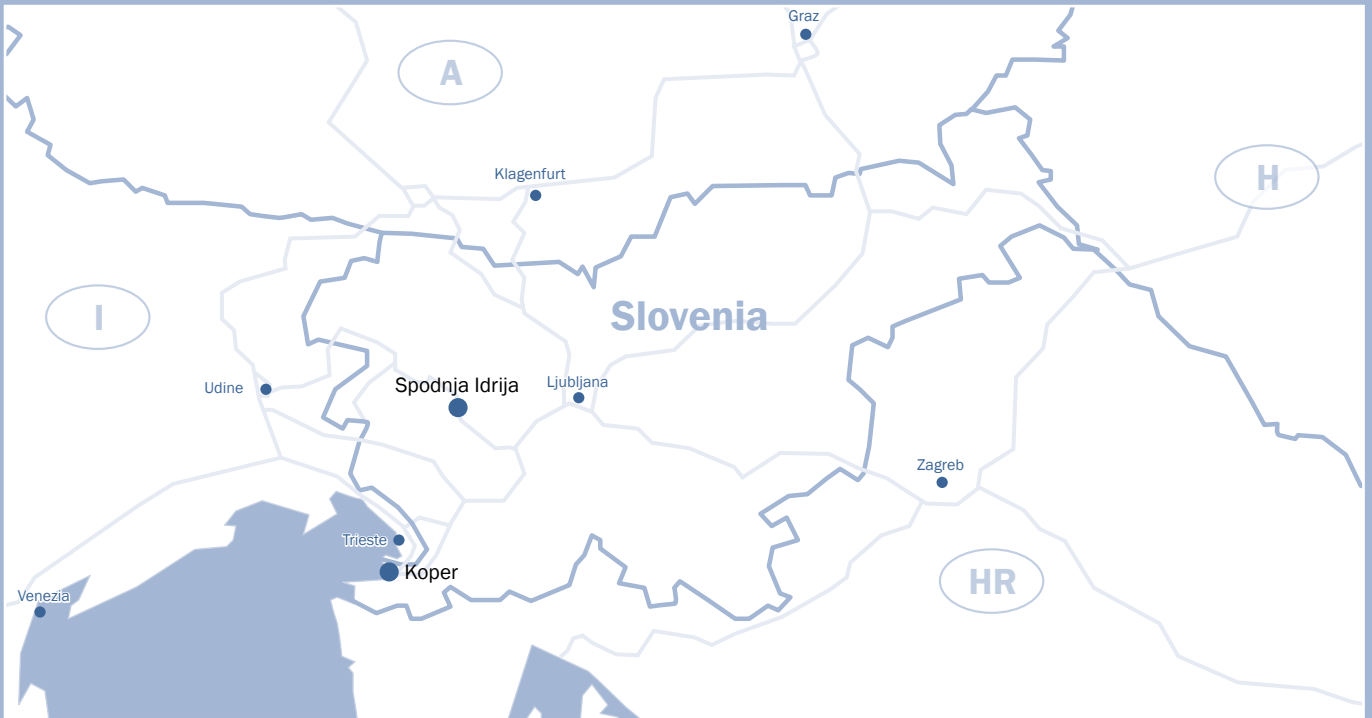 Graz
A
Klagenfurt
H
I
Slovenia
Udine
Spodnja Idrija
Ljubljana
Zagreb
Trieste
Koper
HR
Venezia